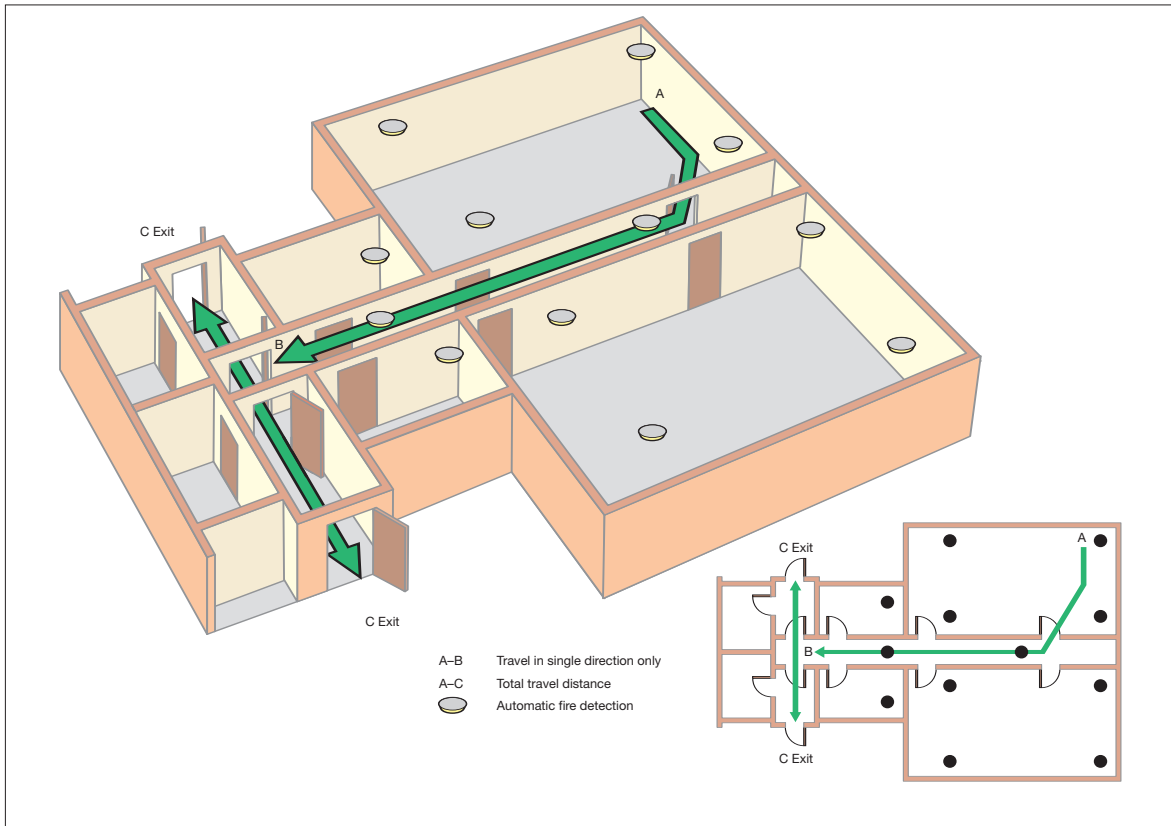 A
C Exit
B
C Exit
A–B Travel in single direction only
A–C Total travel distance
Automatic fire detection
C Exit
A
B
C Exit